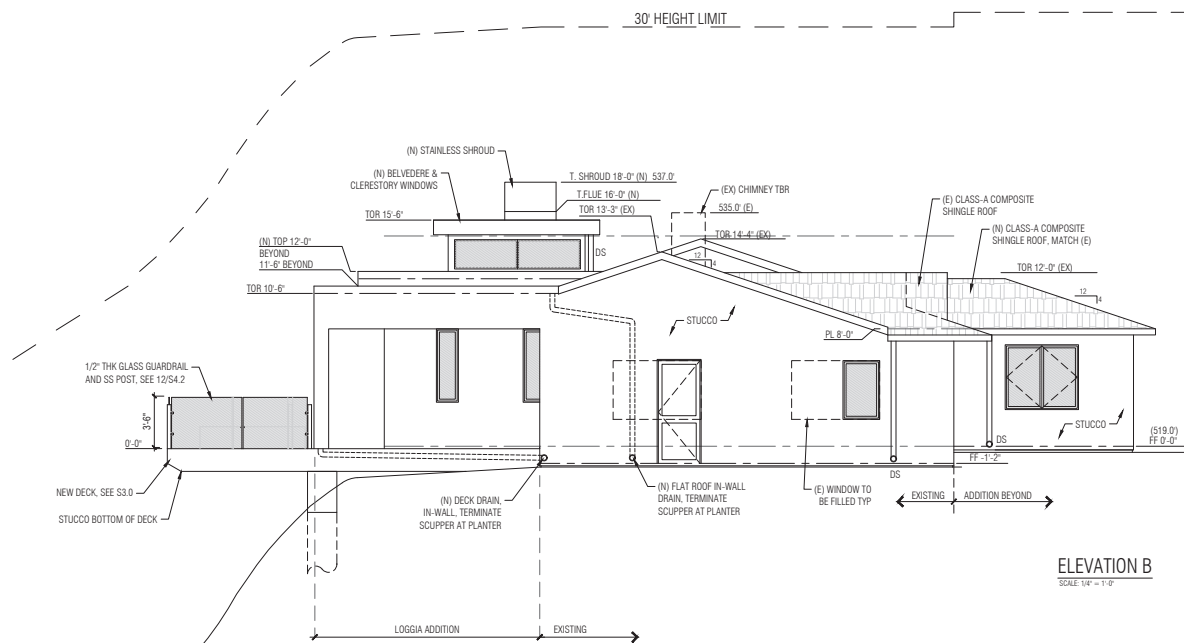 30' HEIGHT LIMIT
(N) STAINLESS SHROUD
(N) BELVEDERE &
CLERESTORY WINDOWS
T. SHROUD 18'-0" (N) 537.0'
T.FLUE 16'-0" (N)
TOR 13'-3" (EX)
(EX) CHIMNEY TBR
535.0' (E)
(E) CLASS-A COMPOSITE
SHINGLE ROOF
(N) CLASS-A COMPOSITE
SHINGLE ROOF, MATCH (E)
TOR 15'-6"
TOR 14'-4" (EX)
DS
(N) TOP 12'-0"
BEYOND
11'-6" BEYOND
12
4
TOR 12'-0" (EX)
TOR 10'-6"
12
4
STUCCO
PL 8'-0"
1/2" THK GLASS GUARDRAIL
AND SS POST, SEE 12/S4.2
3'-6"
0'-0"
STUCCO
(519.0')
FF 0'-0"
DS
FF -1'-2"
DS
NEW DECK, SEE S3.0
STUCCO BOTTOM OF DECK
(N) DECK DRAIN,
IN-WALL, TERMINATE
SCUPPER AT PLANTER
(N) FLAT ROOF IN-WALL
DRAIN, TERMINATE
SCUPPER AT PLANTER
(E) WINDOW TO
BE FILLED TYP
EXISTING
ADDITION BEYOND
ELEVATION B
SCALE: 1/4" = 1'-0"
LOGGIA ADDITION
EXISTING